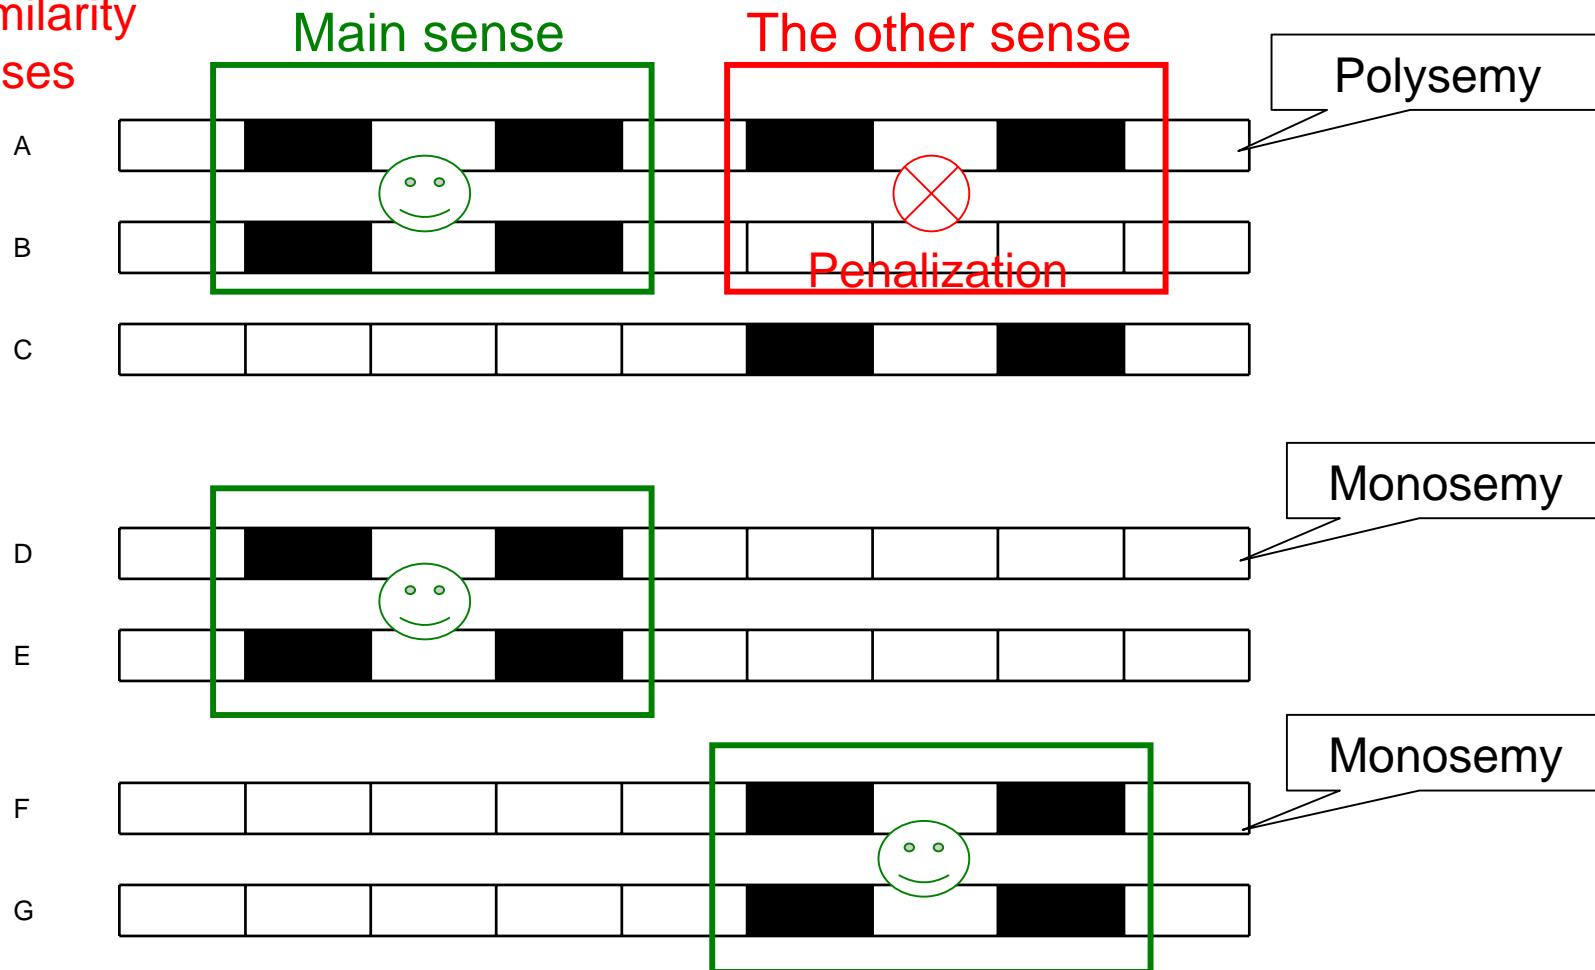 milarity
ses
Main sense
The other sense
Polysemy
A
B
Penalization
C
Monosemy
D
E
Monosemy
F
G